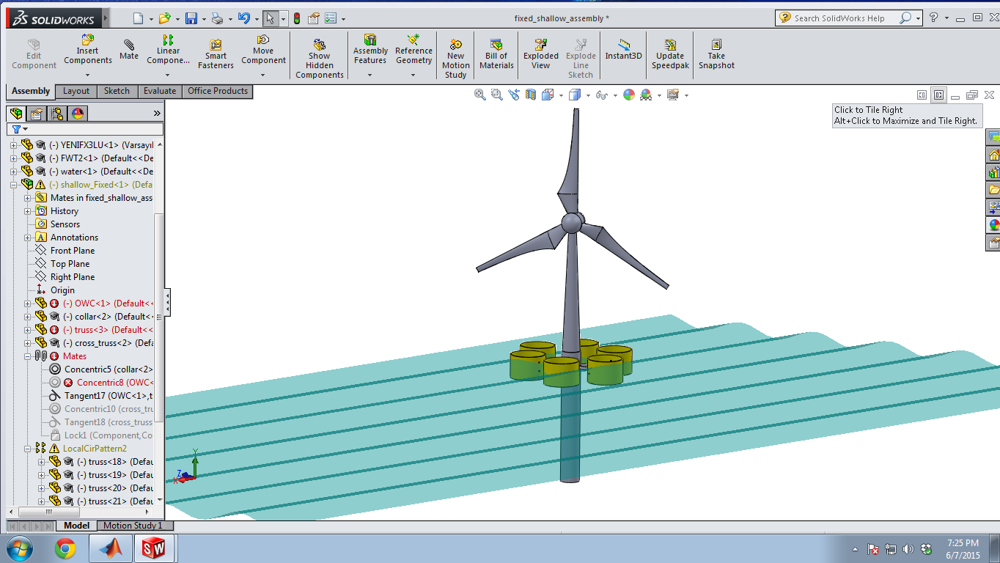 SOLIDWORKS
fixed_shallow_assembly *
Search SolidWorks Help
Edit
Component
Insert
Components
Mate
Linear
Compone...
Smart
Fasteners
Move
Component
Show
Hidden
Components
Assembly
Features
Reference
Geometry
New
Motion
Study
Bill of
Materials
Exploded
View
Explode
Line
Sketch
Instant3D
Update
Speedpak
Take
Snapshot
Assembly
Layout
Sketch
Evaluate
Office Products
Click to Tile Right
Alt+Click to Maximize and Tile Right.
(-) YENIFX3LU<1> (Varsayıl
(-) FWT2<1> (Default<<De
(-) water<1> (Default<<De
(-) shallow_Fixed<1> (Defa
Mates in fixed_shallow_ass
History
Sensors
A Annotations
Front Plane
Top Plane
Right Plane
Origin
(-) OWC<1> (Default<<
(-) collar<2> (Default<
(-) truss<3> (Default<<
(-) cross_truss<2> (Defa
Mates
Concentric5 (collar<2>
Concentric8 (OWC<
Tangent17 (OWC<1>,t
Concentric10 (cross_tru
Tangent18 (cross_truss
Lock1 (Component,Co
LocalCirPattern2
(-) truss<18> (Defau
(-) truss<19> (Defau
(-) truss<20> (Defau
(-) truss<21> (Defau
Y
Z
X
Model
Motion Study 1
SW
7:25 PM
6/7/2015